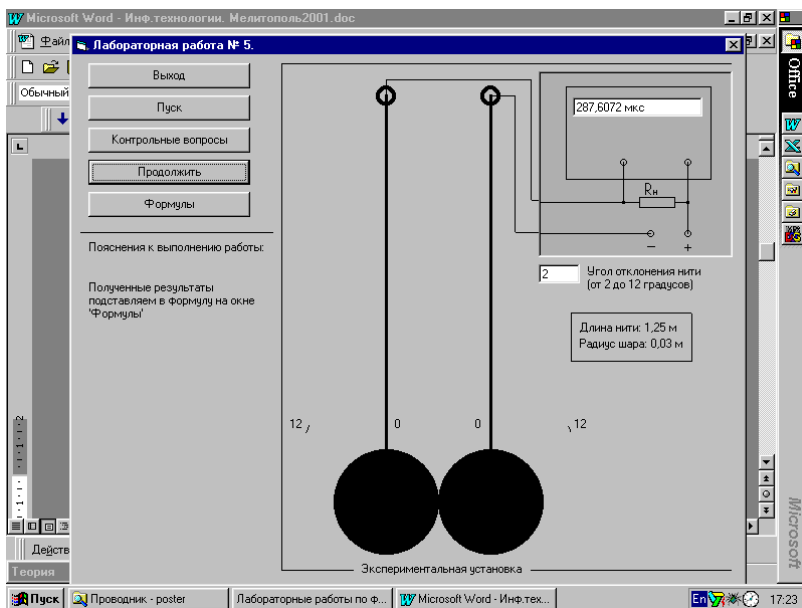 Microsoft Word - Инф.технологии. Мелитополь2001.doc
Файл
Лабораторная работа № 5.
Обычный
Выход
Пуск
Контрольные вопросы
Продолжить
Формулы
Пояснения к выполнению работы:
Полученные результаты
подставляем в формулу на окне
'Формулы'
287,6072 мкс
Rн
– +
2
Угол отклонения нити
(от 2 до 12 градусов)
Длина нити: 1,25 м
Радиус шара: 0,03 м
12 0 0 12
Экспериментальная установка
Office
Microsoft
Действ
Теория
Пуск
Проводник - poster
Лабораторные работы по ф...
Microsoft Word - Инф.тех...
En
17:23